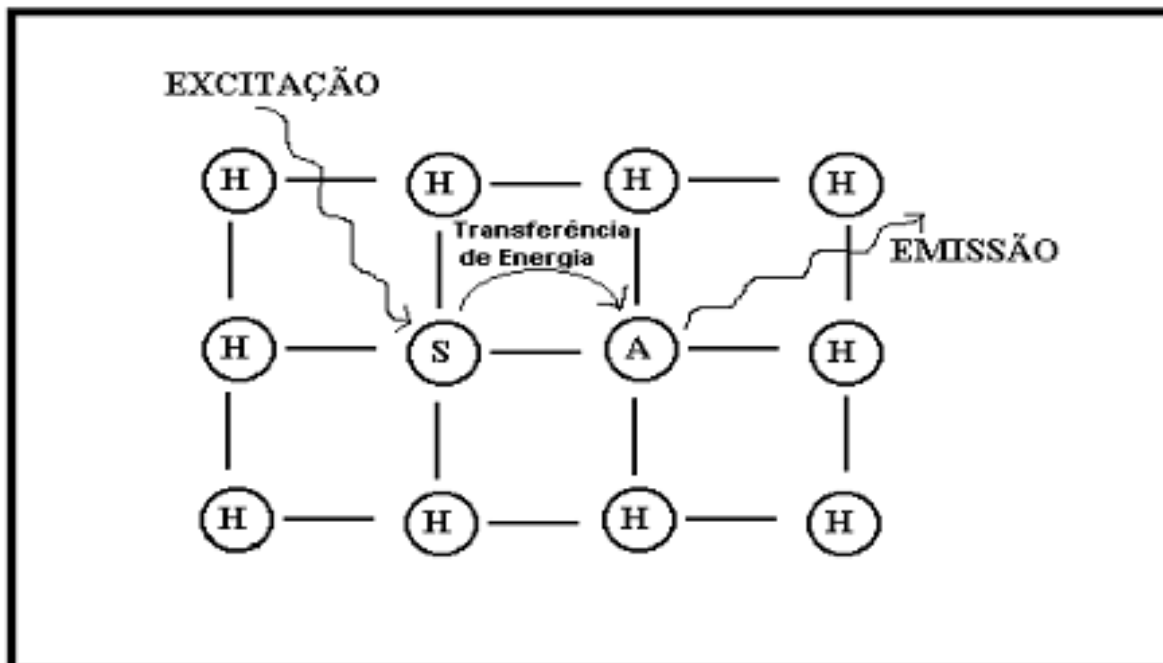 EXCITAÇÃO
H
H
H
H
Transferência
de Energia
EMISSÃO
H
S
A
H
H
H
H
H